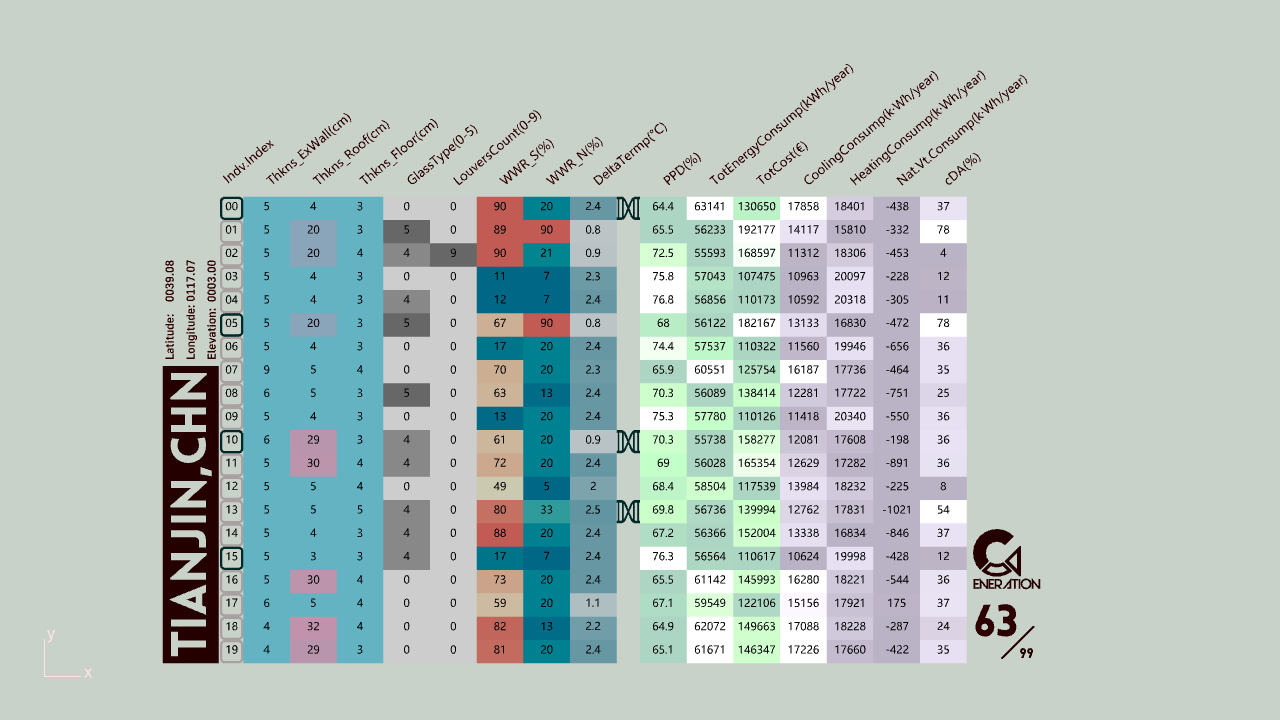 Indv.Index Thkns_ExWall(cm) Thkns_Roof(cm) Thkns_Floor(cm) GlassType(0-5) LouversCount(0-9) WWR_S(%) WWR_N(%) DeltaTermp(°C) PPD(%) TotEnergyConsump(kWh/year) TotCost(€) CoolingConsump(k·Wh/year) HeatingConsump(k·Wh/year) Nat.Vt.Consump(k·Wh/year) cDA(%)
00 5 4 3 0 0 90 20 2.4 64.4 63141 130650 17858 18401 -438 37
01 5 20 3 5 0 89 90 0.8 65.5 56233 192177 14117 15810 -332 78
02 5 20 4 4 9 90 21 0.9 72.5 55593 168597 11312 18306 -453 4
03 5 4 3 0 0 11 7 2.3 75.8 57043 107475 10963 20097 -228 12
04 5 4 3 4 0 12 7 2.4 76.8 56856 110173 10592 20318 -305 11
05 5 20 3 5 0 67 90 0.8 68 56122 182167 13133 16830 -472 78
06 5 4 3 0 0 17 20 2.4 74.4 57537 110322 11560 19946 -656 36
07 9 5 4 0 0 70 20 2.3 65.9 60551 125754 16187 17736 -464 35
08 6 5 3 5 0 63 13 2.4 70.3 56089 138414 12281 17722 -751 25
09 5 4 3 0 0 13 20 2.4 75.3 57780 110126 11418 20340 -550 36
10 6 29 3 4 0 61 20 0.9 70.3 55738 158277 12081 17608 -198 36
11 5 30 4 4 0 72 20 2.4 69 56028 165354 12629 17282 -891 36
12 5 5 4 0 0 49 5 2 68.4 58504 117539 13984 18232 -225 8
13 5 5 5 4 0 80 33 2.5 69.8 56736 139994 12762 17831 -1021 54
14 5 4 3 4 0 88 20 2.4 67.2 56366 152004 13338 16834 -846 37
15 5 3 3 4 0 17 7 2.4 76.3 56564 110617 10624 19998 -428 12
16 5 30 4 0 0 73 20 2.4 65.5 61142 145993 16280 18221 -544 36
17 6 5 4 0 0 59 20 1.1 67.1 59549 122106 15156 17921 175 37
18 4 32 4 0 0 82 13 2.2 64.9 62072 149663 17088 18228 -287 24
19 4 29 3 0 0 81 20 2.4 65.1 61671 146347 17226 17660 -422 35
Latitude: 0039.08
Longitude: 0117.07
Elevation: 0003.00
TIANJIN,CHN
G
ENERATION
63/99
y
x